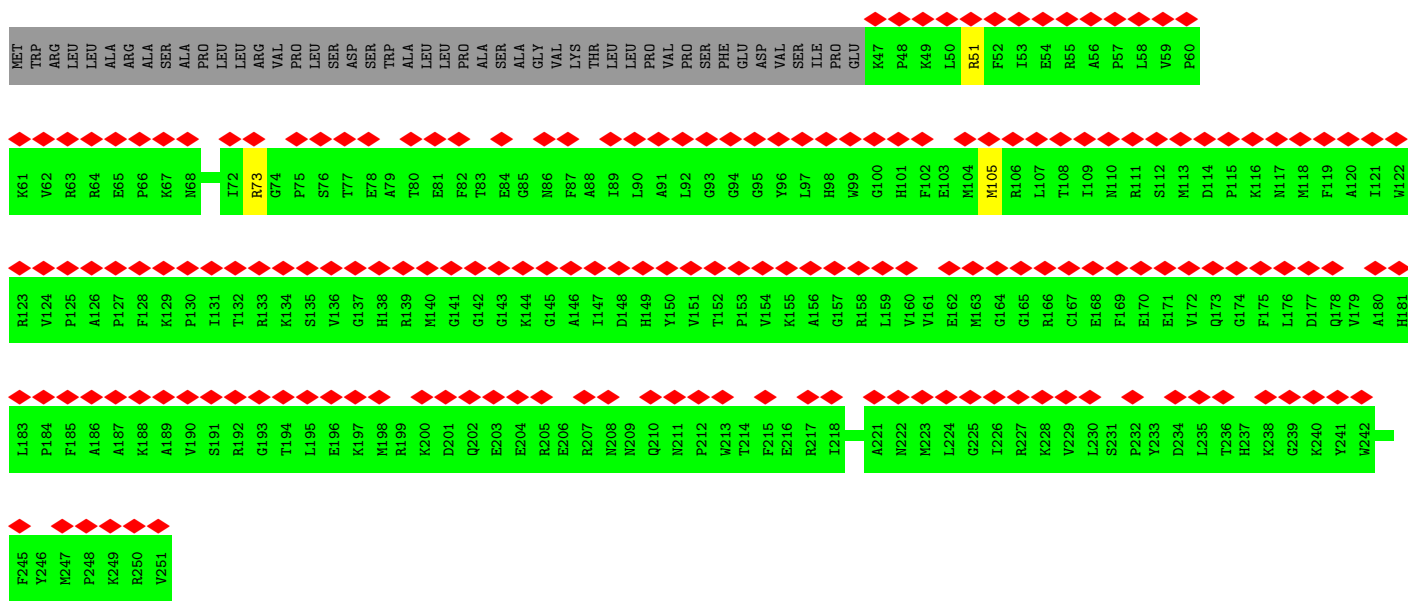 MET TRP ARG LEU LEU ALA ARG ALA SER ALA PRO LEU LEU ARG VAL PRO LEU SER ASP SER TRP ALA LEU LEU PRO ALA SER ALA GLY VAL LYS THR LEU LEU PRO VAL PRO SER PHE GLU ASP VAL SER ILE PRO GLU K47 P48 K49 L50 R51 F52 I53 E54 R55 A56 P57 L58 V59 P60
K61 V62 R63 R64 E65 P66 K67 N68 I72 R73 G74 P75 S76 T77 E78 A79 T80 E81 F82 T83 E84 G85 N86 F87 A88 I89 L90 A91 L92 G93 G94 G95 Y96 L97 H98 W99 G100 H101 F102 E103 M104 M105 R106 L107 T108 I109 N110 R111 S112 M113 D114 P115 K116 N117 M118 F119 A120 I121 W122
R123 V124 P125 A126 P127 F128 K129 P130 I131 T132 R133 K134 S135 V136 G137 H138 R139 M140 G141 G142 G143 K144 G145 A146 I147 D148 H149 Y150 V151 T152 P153 V154 K155 A156 G157 R158 L159 V160 V161 E162 M163 G164 G165 R166 C167 E168 F169 E170 E171 V172 Q173 G174 F175 L176 D177 Q178 V179 A180 H181
L183 P184 F185 A186 A187 K188 A189 V190 S191 R192 G193 T194 L195 E196 K197 M198 R199 K200 D201 Q202 E203 E204 R205 E206 R207 N208 N209 Q210 N211 P212 W213 T214 F215 E216 R217 I218 A221 N222 M223 L224 G225 I226 R227 K228 V229 L230 S231 P232 Y233 D234 L235 T236 H237 K238 G239 K240 Y241 W242
F245 Y246 M247 P248 K249 R250 V251